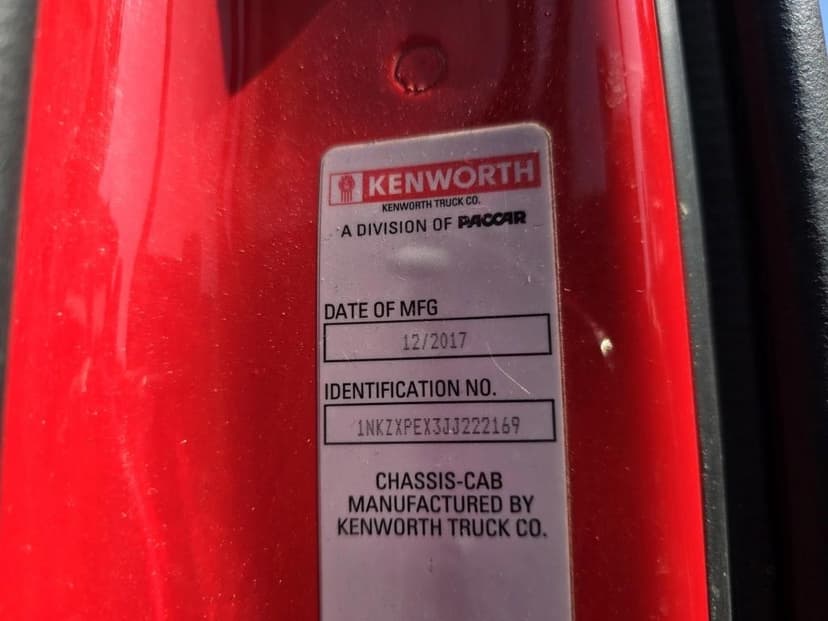 KENWORTH
KENWORTH TRUCK CO.
A DIVISION OF PACCAR
DATE OF MFG
12/2017
IDENTIFICATION NO.
1NKZXPEX3JJ222169
CHASSIS-CAB
MANUFACTURED BY
KENWORTH TRUCK CO.